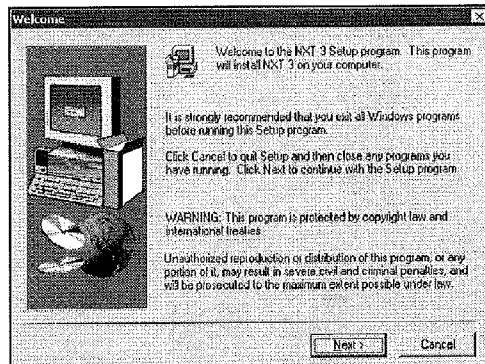 Welcome
Welcome to the NXT 3 Setup program. This program
will install NXT 3 on your computer.
It is strongly recommended that you exit all Windows programs
before running this Setup program.
Click Cancel to quit Setup and then close any programs you
have running. Click Next to continue with the Setup program.
WARNING: This program is protected by copyright law and
international treaties.
Unauthorized reproduction or distribution of this program, or any
portion of it, may result in severe civil and criminal penalties, and
will be prosecuted to the maximum extent possible under law.
Next >
Cancel